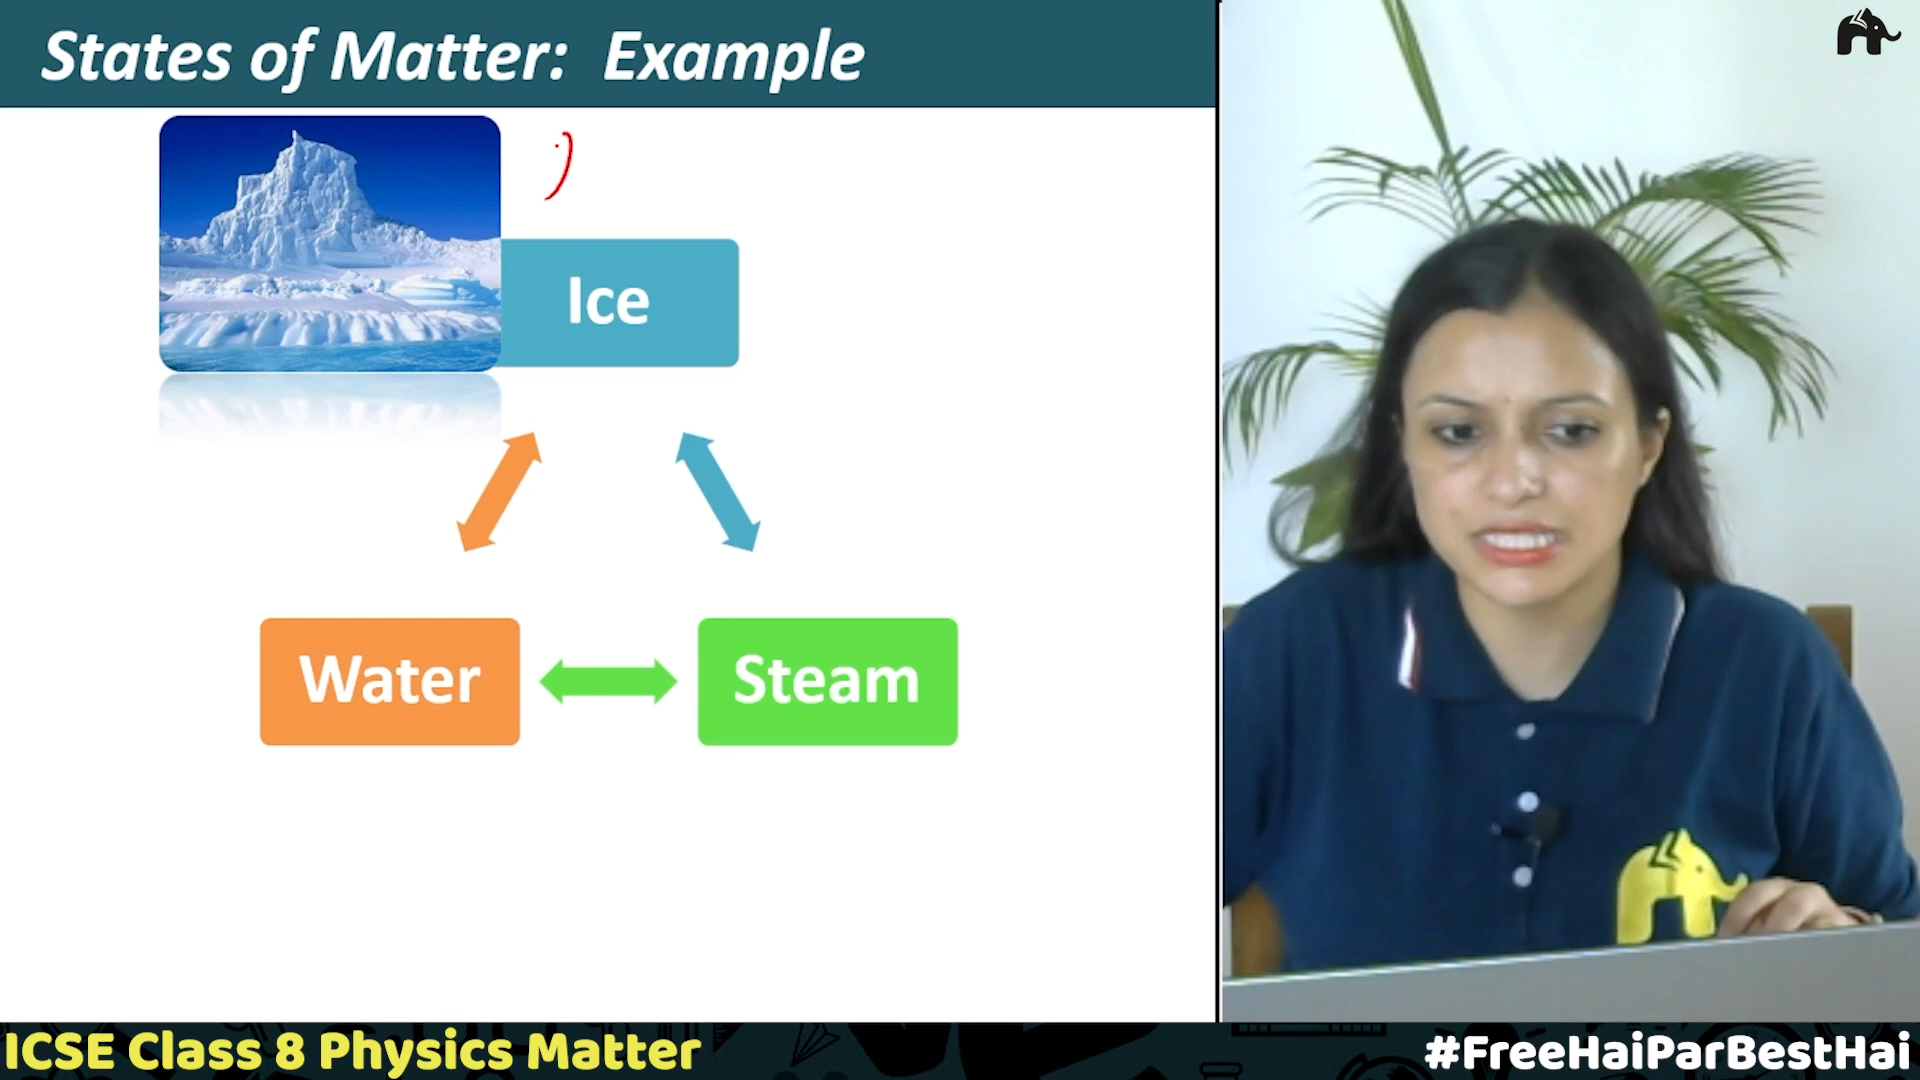 States of Matter: Example
Ice
Water
Steam
ICSE Class 8 Physics Matter
#FreeHaiParBestHai